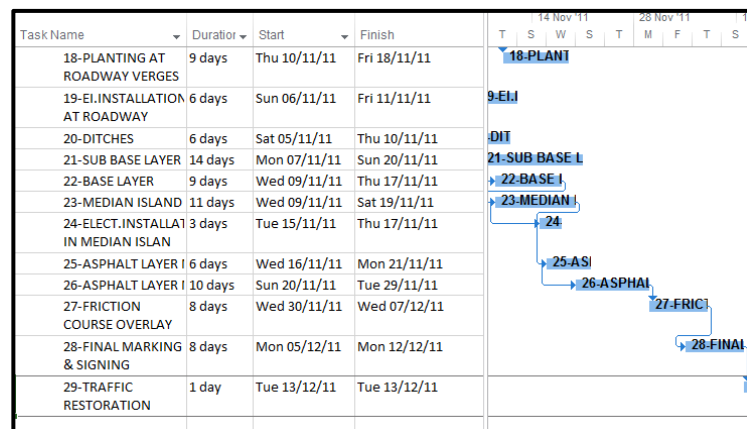 14 Nov '11 28 Nov '11 1
Task Name Duration Start Finish T S W S T M F T S
18-PLANTING AT 9 days Thu 10/11/11 Fri 18/11/11 18-PLANT
ROADWAY VERGES
19-EI.INSTALLATION 6 days Sun 06/11/11 Fri 11/11/11 9-EI.I
AT ROADWAY
20-DITCHES 6 days Sat 05/11/11 Thu 10/11/11 -DIT
21-SUB BASE LAYER 14 days Mon 07/11/11 Sun 20/11/11 21-SUB BASE L
22-BASE LAYER 9 days Wed 09/11/11 Thu 17/11/11 22-BASE
23-MEDIAN ISLAND 11 days Wed 09/11/11 Sat 19/11/11 23-MEDIAN
24-ELECT.INSTALLAT 3 days Tue 15/11/11 Thu 17/11/11 24
IN MEDIAN ISLAN
25-ASPHALT LAYER 6 days Wed 16/11/11 Mon 21/11/11 25-AS
26-ASPHALT LAYER 10 days Sun 20/11/11 Tue 29/11/11 26-ASPHAL
27-FRICTION 8 days Wed 30/11/11 Wed 07/12/11 27-FRICT
COURSE OVERLAY
28-FINAL MARKING 8 days Mon 05/12/11 Mon 12/12/11 28-FINAL
& SIGNING
29-TRAFFIC 1 day Tue 13/12/11 Tue 13/12/11
RESTORATION